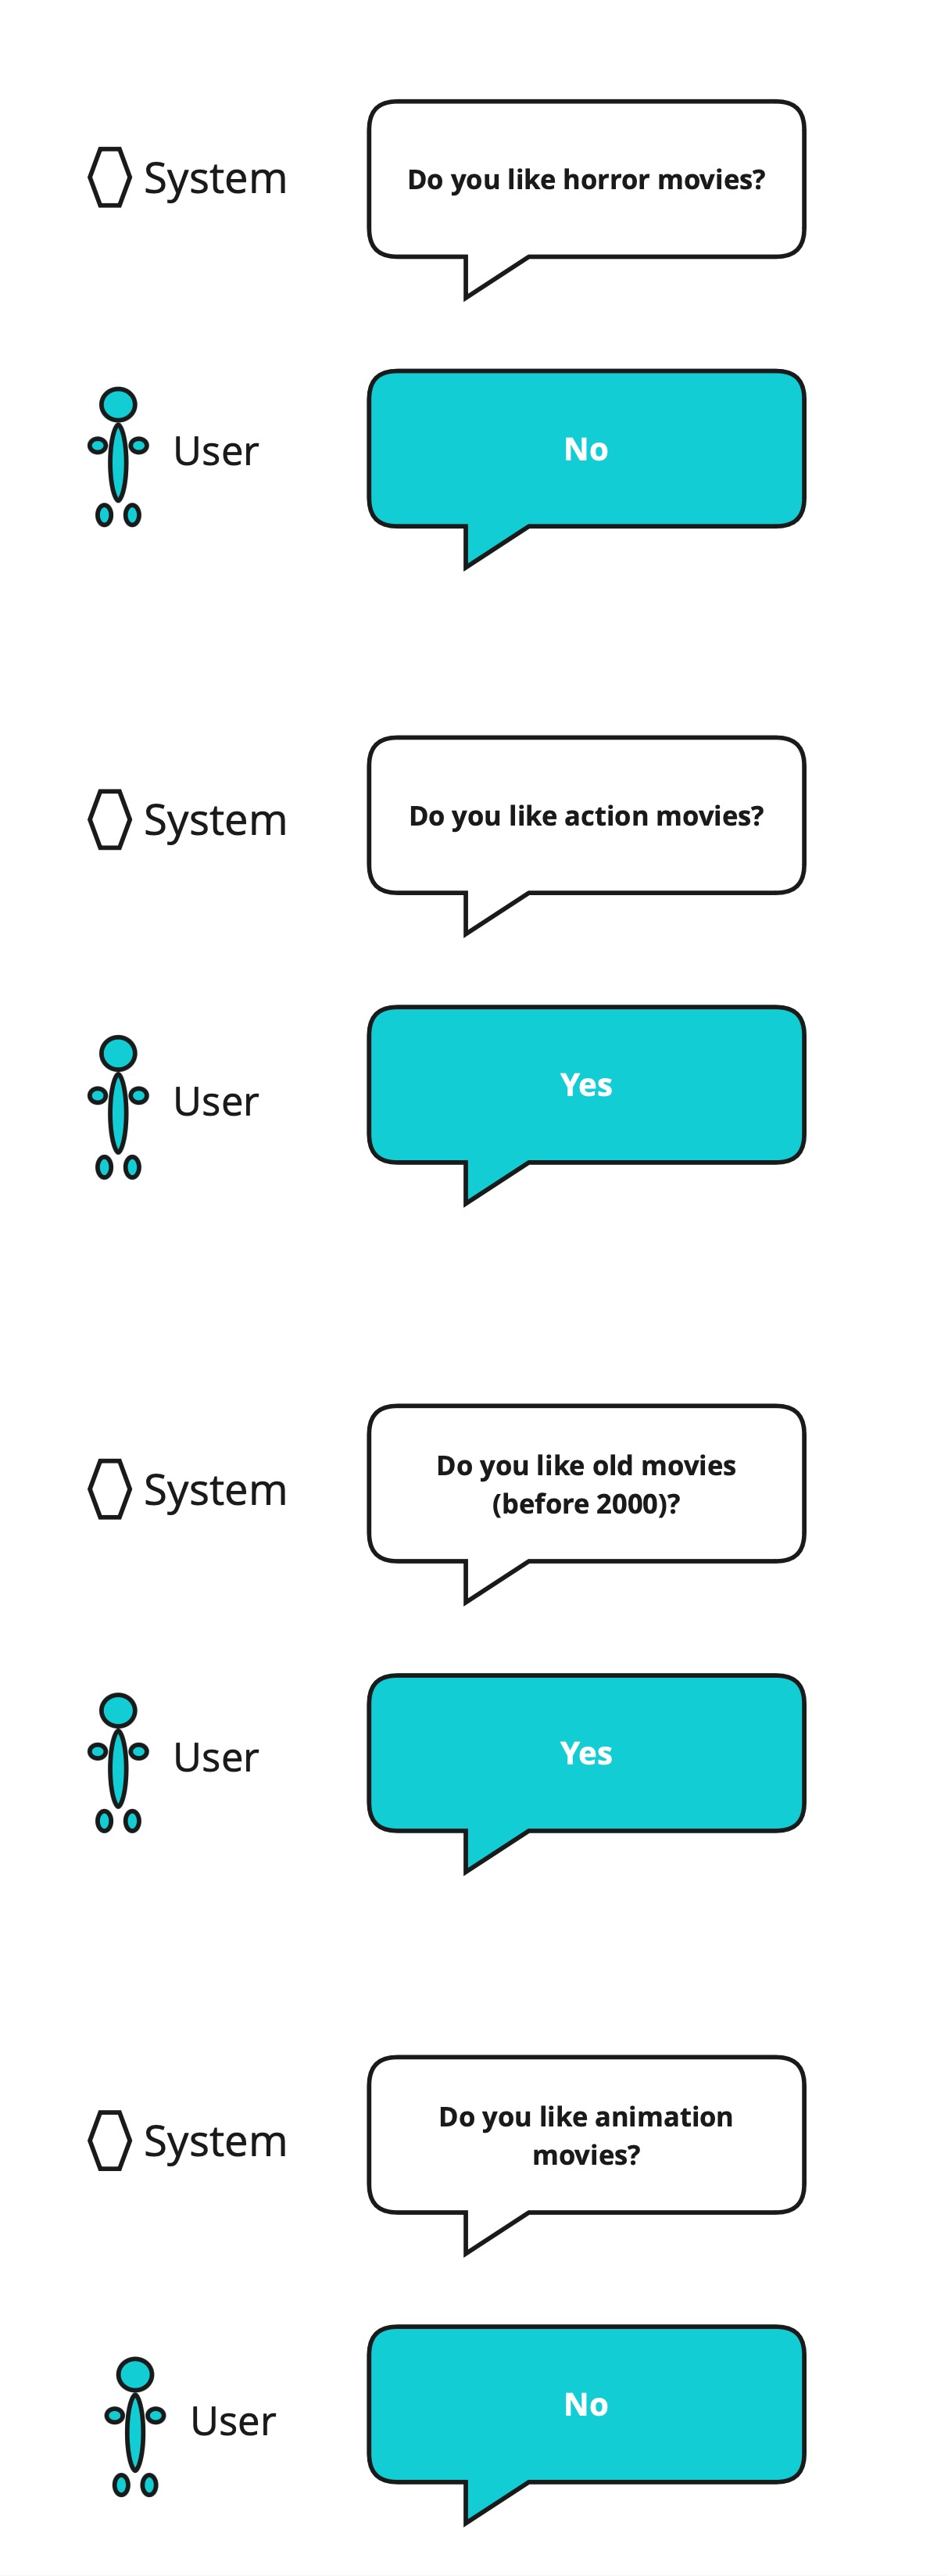 System
Do you like horror movies?
User
No
System
Do you like action movies?
User
Yes
System
Do you like old movies
(before 2000)?
User
Yes
System
Do you like animation
movies?
User
No